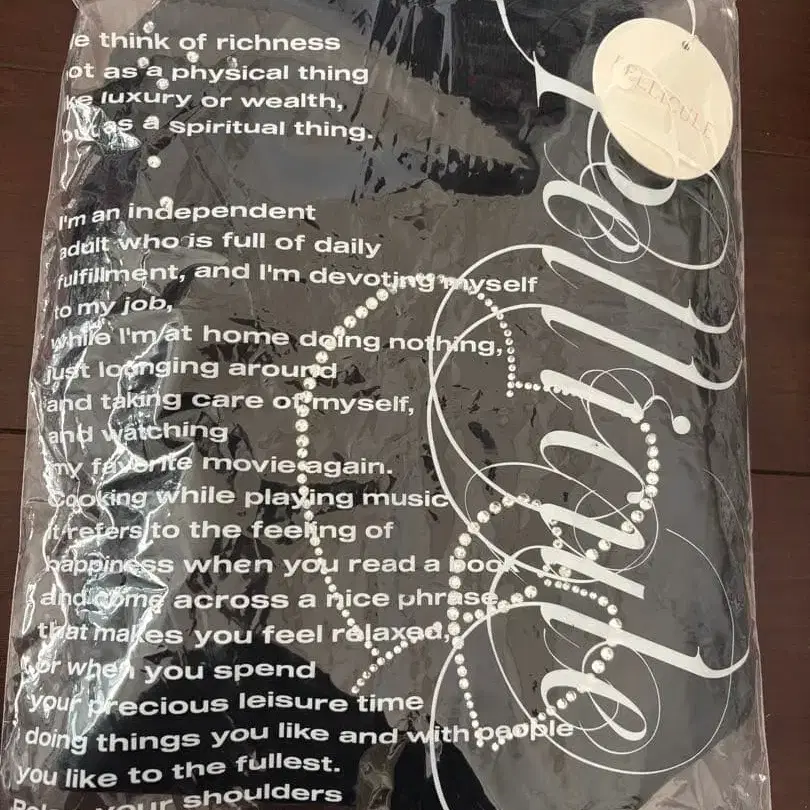 e think of richness
ot as a physical thing
ke luxury or wealth,
but as a spiritual thing.
I'm an independent
adult who is full of daily
fulfillment, and I'm devoting myself
to my job,
while I'm at home doing nothing,
just lounging around
and taking care of myself,
and watching
my favorite movie again.
Cooking while playing music
it refers to the feeling of
happiness when you read a book
and come across a nice phrase
that makes you feel relaxed,
or when you spend
your precious leisure time
doing things you like and with people
you like to the fullest.
your shoulders
Pellicule
PELLICULE